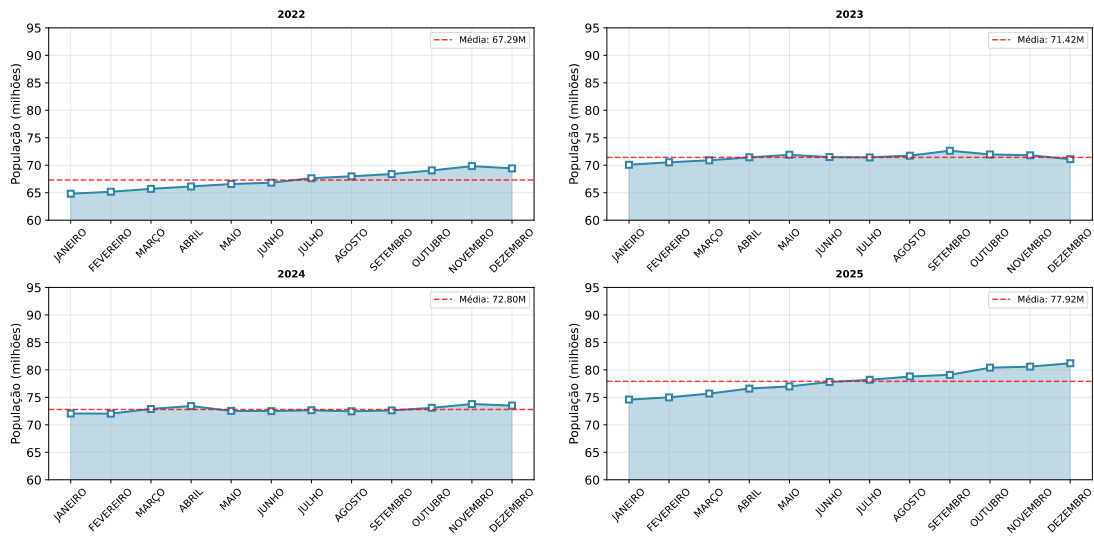 2022
População (milhões)
95
90
85
80
75
70
65
60
Média: 67.29M
JANEIRO
FEVEREIRO
MARÇO
ABRIL
MAIO
JUNHO
JULHO
AGOSTO
SETEMBRO
OUTUBRO
NOVEMBRO
DEZEMBRO
2023
População (milhões)
95
90
85
80
75
70
65
60
Média: 71.42M
JANEIRO
FEVEREIRO
MARÇO
ABRIL
MAIO
JUNHO
JULHO
AGOSTO
SETEMBRO
OUTUBRO
NOVEMBRO
DEZEMBRO
2024
População (milhões)
95
90
85
80
75
70
65
60
Média: 72.80M
JANEIRO
FEVEREIRO
MARÇO
ABRIL
MAIO
JUNHO
JULHO
AGOSTO
SETEMBRO
OUTUBRO
NOVEMBRO
DEZEMBRO
2025
População (milhões)
95
90
85
80
75
70
65
60
Média: 77.92M
JANEIRO
FEVEREIRO
MARÇO
ABRIL
MAIO
JUNHO
JULHO
AGOSTO
SETEMBRO
OUTUBRO
NOVEMBRO
DEZEMBRO